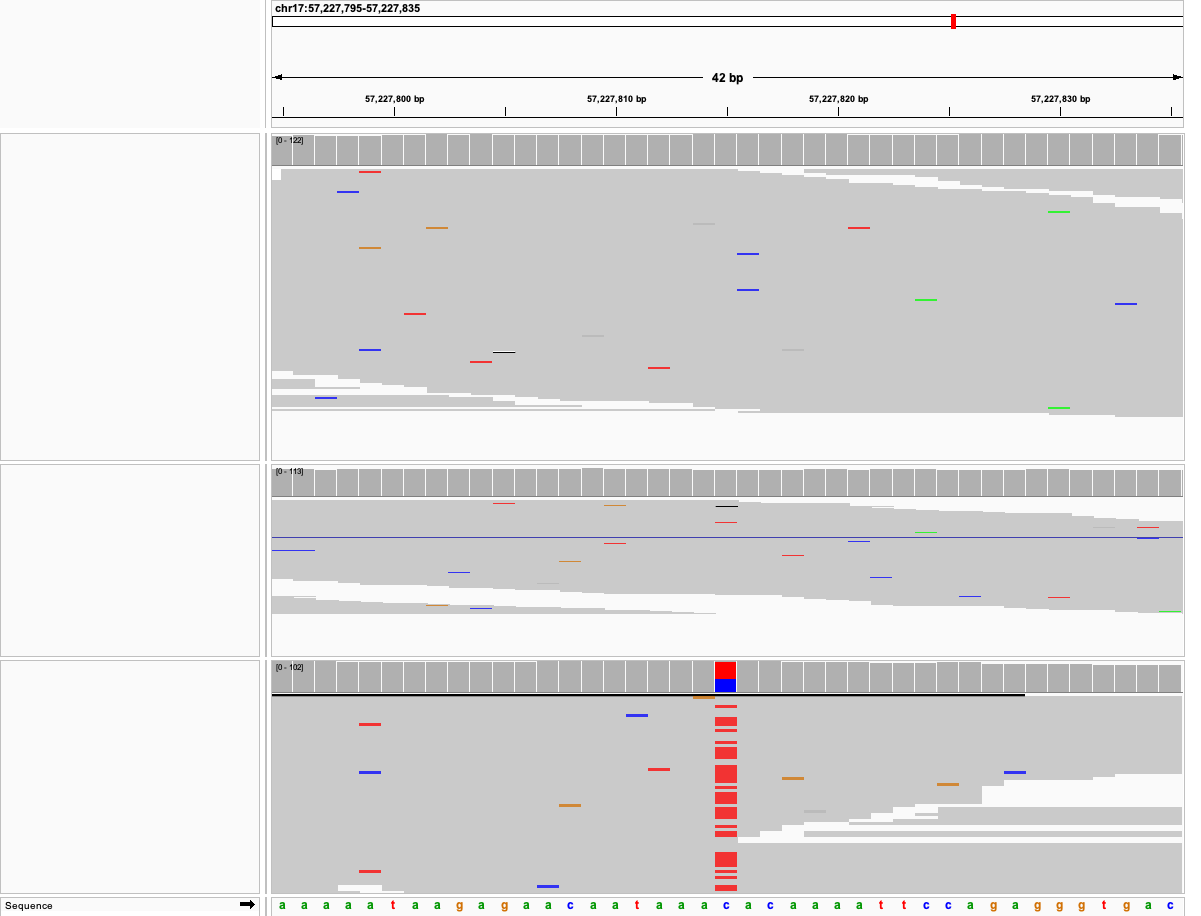 chr17:57,227,795-57,227,835
42 bp
57,227,800 bp 57,227,810 bp 57,227,820 bp 57,227,830 bp
[0 - 122]
[0 - 113]
[0 - 102]
Sequence a a a a a t a a g a g a a c a a t a a a c a c a a a a t t c c a g a g g g t g a c